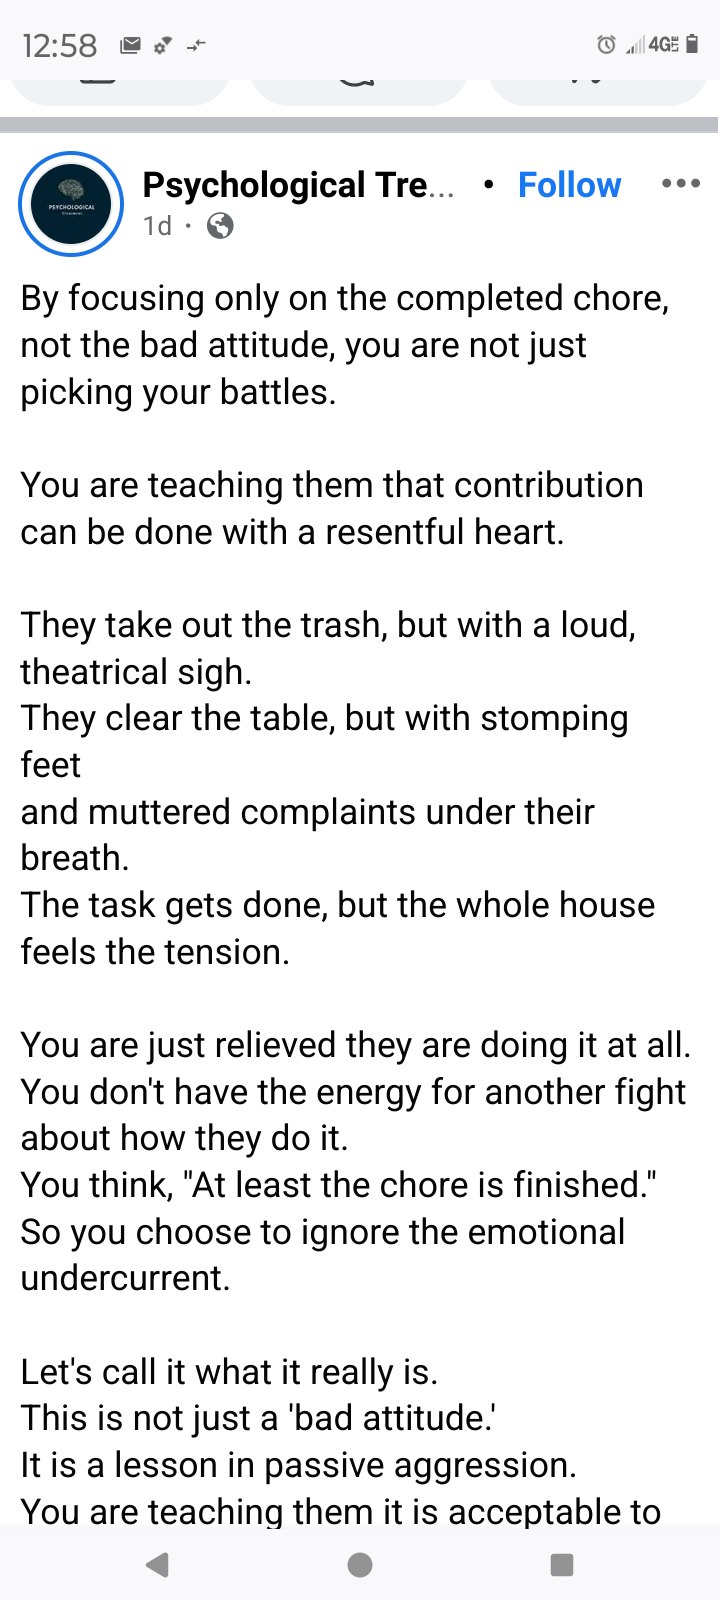 12:58
4GE
PSYCHOLOGICAL
Psychological Tre... • Follow
1d ·
By focusing only on the completed chore,
not the bad attitude, you are not just
picking your battles.
You are teaching them that contribution
can be done with a resentful heart.
They take out the trash, but with a loud,
theatrical sigh.
They clear the table, but with stomping
feet
and muttered complaints under their
breath.
The task gets done, but the whole house
feels the tension.
You are just relieved they are doing it at all.
You don't have the energy for another fight
about how they do it.
You think, "At least the chore is finished."
So you choose to ignore the emotional
undercurrent.
Let's call it what it really is.
This is not just a 'bad attitude.'
It is a lesson in passive aggression.
You are teaching them it is acceptable to